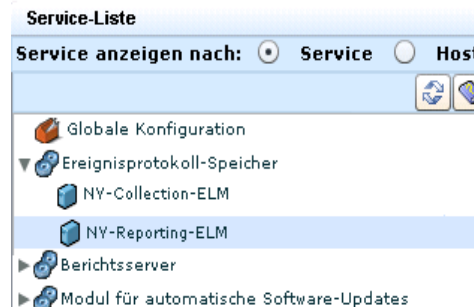 Service-Liste
Service anzeigen nach: Service Host
Globale Konfiguration
Ereignisprotokoll-Speicher
NY-Collection-ELM
NY-Reporting-ELM
Berichtsserver
Modul für automatische Software-Updates